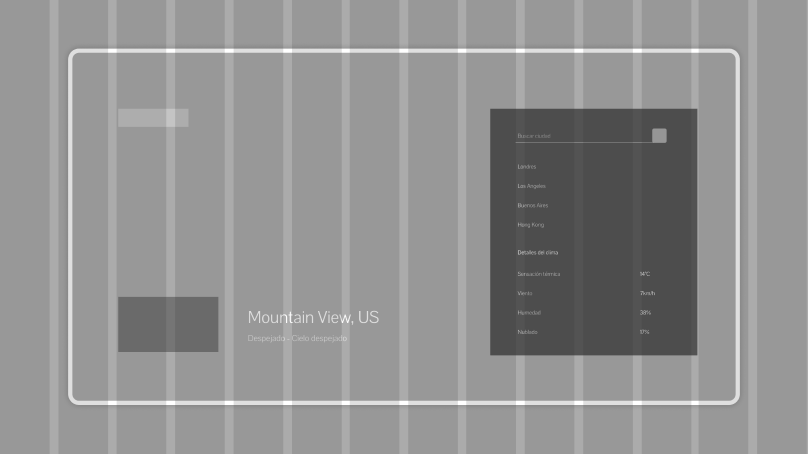 Mountain View, US
Despejado - Cielo despejado
Buscar ciudad
Londres
Los Angeles
Buenos Aires
Hong Kong
Detalles del clima
Sensación térmica 14°C
Viento 7km/h
Humedad 38%
Nublado 17%